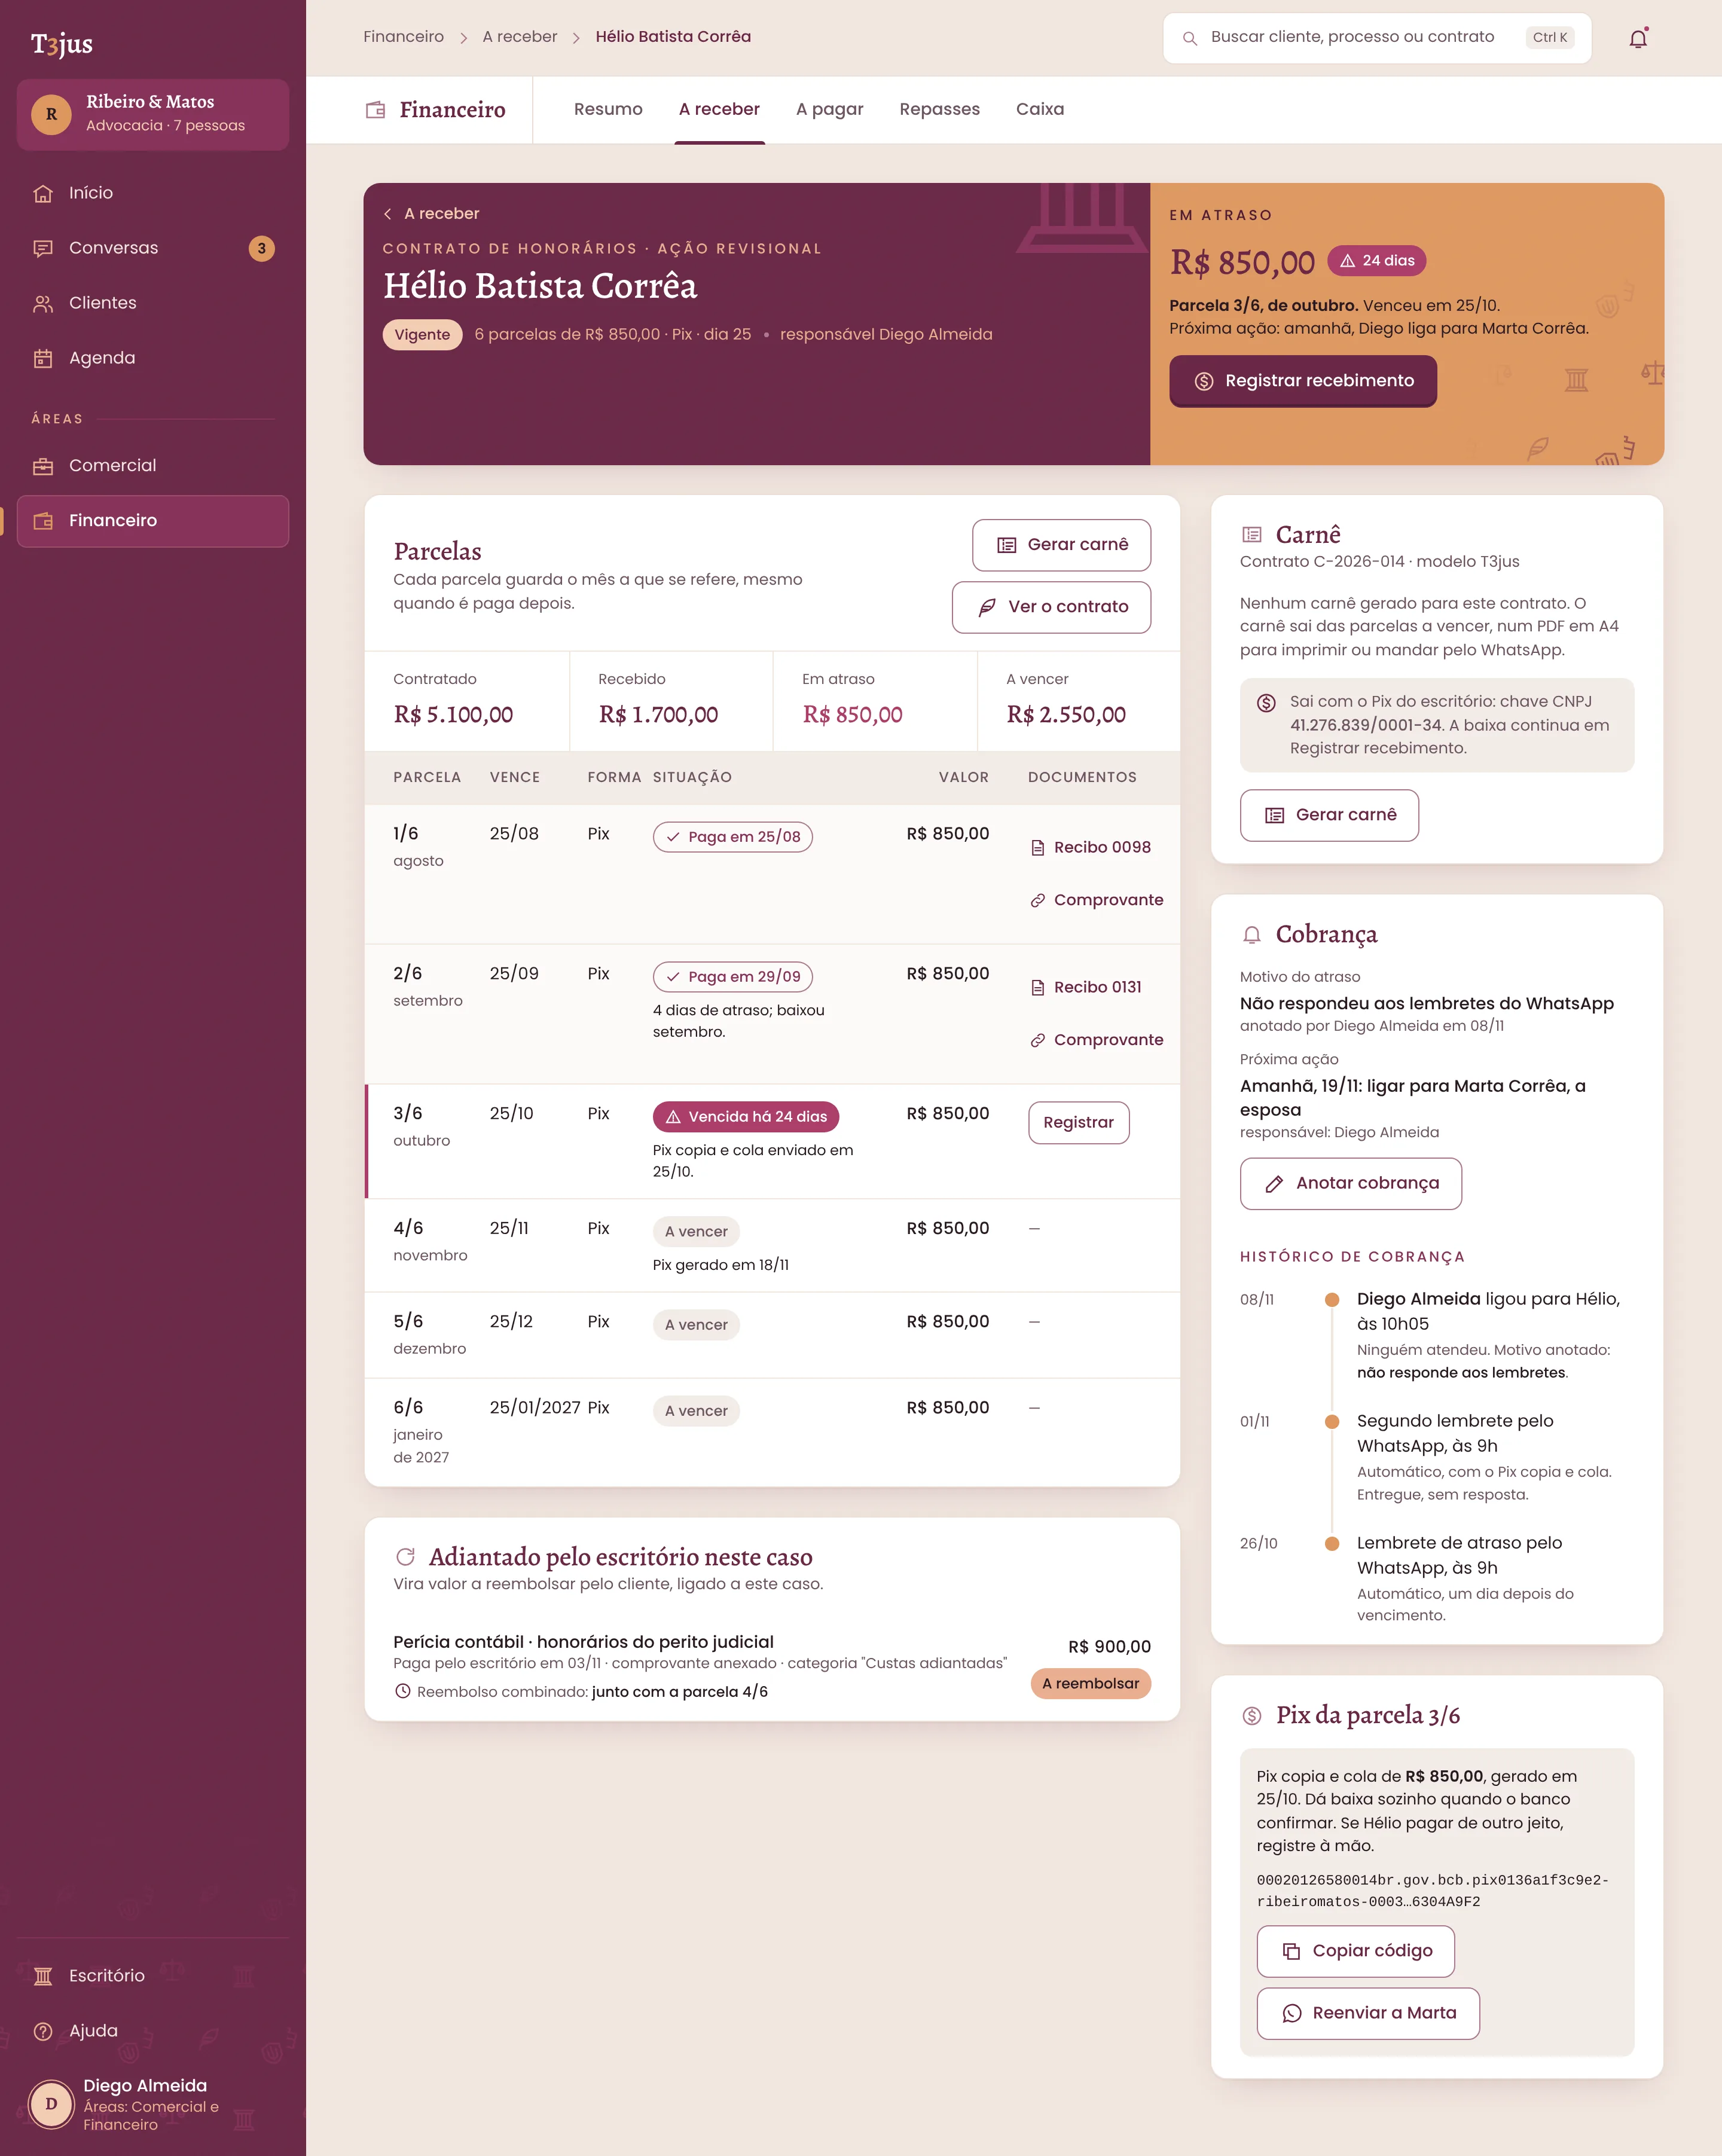 T3jus
R
Ribeiro & Matos
Advocacia · 7 pessoas
Início
Conversas
3
Clientes
Agenda
ÁREAS
Comercial
Financeiro
Escritório
Ajuda
D
Diego Almeida
Áreas: Comercial e
Financeiro
Financeiro
A receber
Hélio Batista Corrêa
Buscar cliente, processo ou contrato
Ctrl K
Financeiro
Resumo
A receber
A pagar
Repasses
Caixa
A receber
CONTRATO DE HONORÁRIOS · AÇÃO REVISIONAL
Hélio Batista Corrêa
Vigente
6 parcelas de R$ 850,00 · Pix · dia 25 • responsável Diego Almeida
EM ATRASO
R$ 850,00
24 dias
Parcela 3/6, de outubro. Venceu em 25/10.
Próxima ação: amanhã, Diego liga para Marta Corrêa.
Registrar recebimento
Parcelas
Cada parcela guarda o mês a que se refere, mesmo
quando é paga depois.
Gerar carnê
Ver o contrato
Contratado
R$ 5.100,00
Recebido
R$ 1.700,00
Em atraso
R$ 850,00
A vencer
R$ 2.550,00
PARCELA VENCE FORMA SITUAÇÃO VALOR DOCUMENTOS
1/6 25/08 Pix Paga em 25/08 R$ 850,00
agosto
Recibo 0098
Comprovante
2/6 25/09 Pix Paga em 29/09 R$ 850,00
setembro
4 dias de atraso; baixou
setembro.
Recibo 0131
Comprovante
3/6 25/10 Pix Vencida há 24 dias R$ 850,00 Registrar
outubro
Pix copia e cola enviado em
25/10.
4/6 25/11 Pix A vencer R$ 850,00 —
novembro
Pix gerado em 18/11
5/6 25/12 Pix A vencer R$ 850,00 —
dezembro
6/6 25/01/2027 Pix A vencer R$ 850,00 —
janeiro
de 2027
Adiantado pelo escritório neste caso
Vira valor a reembolsar pelo cliente, ligado a este caso.
Perícia contábil · honorários do perito judicial
Paga pelo escritório em 03/11 · comprovante anexado · categoria "Custas adiantadas"
Reembolso combinado: junto com a parcela 4/6
R$ 900,00
A reembolsar
Carnê
Contrato C-2026-014 · modelo T3jus
Nenhum carnê gerado para este contrato. O
carnê sai das parcelas a vencer, num PDF em A4
para imprimir ou mandar pelo WhatsApp.
Sai com o Pix do escritório: chave CNPJ
41.276.839/0001-34. A baixa continua em
Registrar recebimento.
Gerar carnê
Cobrança
Motivo do atraso
Não respondeu aos lembretes do WhatsApp
anotado por Diego Almeida em 08/11
Próxima ação
Amanhã, 19/11: ligar para Marta Corrêa, a
esposa
responsável: Diego Almeida
Anotar cobrança
HISTÓRICO DE COBRANÇA
08/11
Diego Almeida ligou para Hélio,
às 10h05
Ninguém atendeu. Motivo anotado:
não responde aos lembretes.
01/11
Segundo lembrete pelo
WhatsApp, às 9h
Automático, com o Pix copia e cola.
Entregue, sem resposta.
26/10
Lembrete de atraso pelo
WhatsApp, às 9h
Automático, um dia depois do
vencimento.
Pix da parcela 3/6
Pix copia e cola de R$ 850,00, gerado em
25/10. Dá baixa sozinho quando o banco
confirmar. Se Hélio pagar de outro jeito,
registre à mão.
00020126580014br.gov.bcb.pix0136a1f3c9e2-
ribeiromatos-0003…6304A9F2
Copiar código
Reenviar a Marta